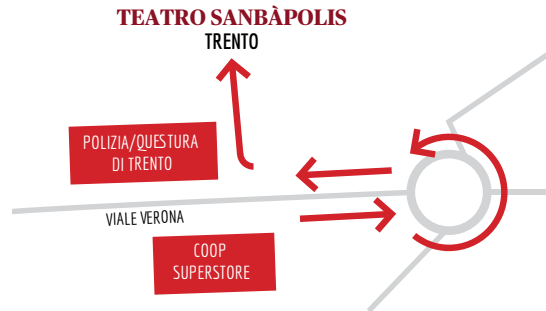 TEATRO SANBÀPOLIS
TRENTO
POLIZIA/QUESTURA
DI TRENTO
VIALE VERONA
COOP
SUPERSTORE